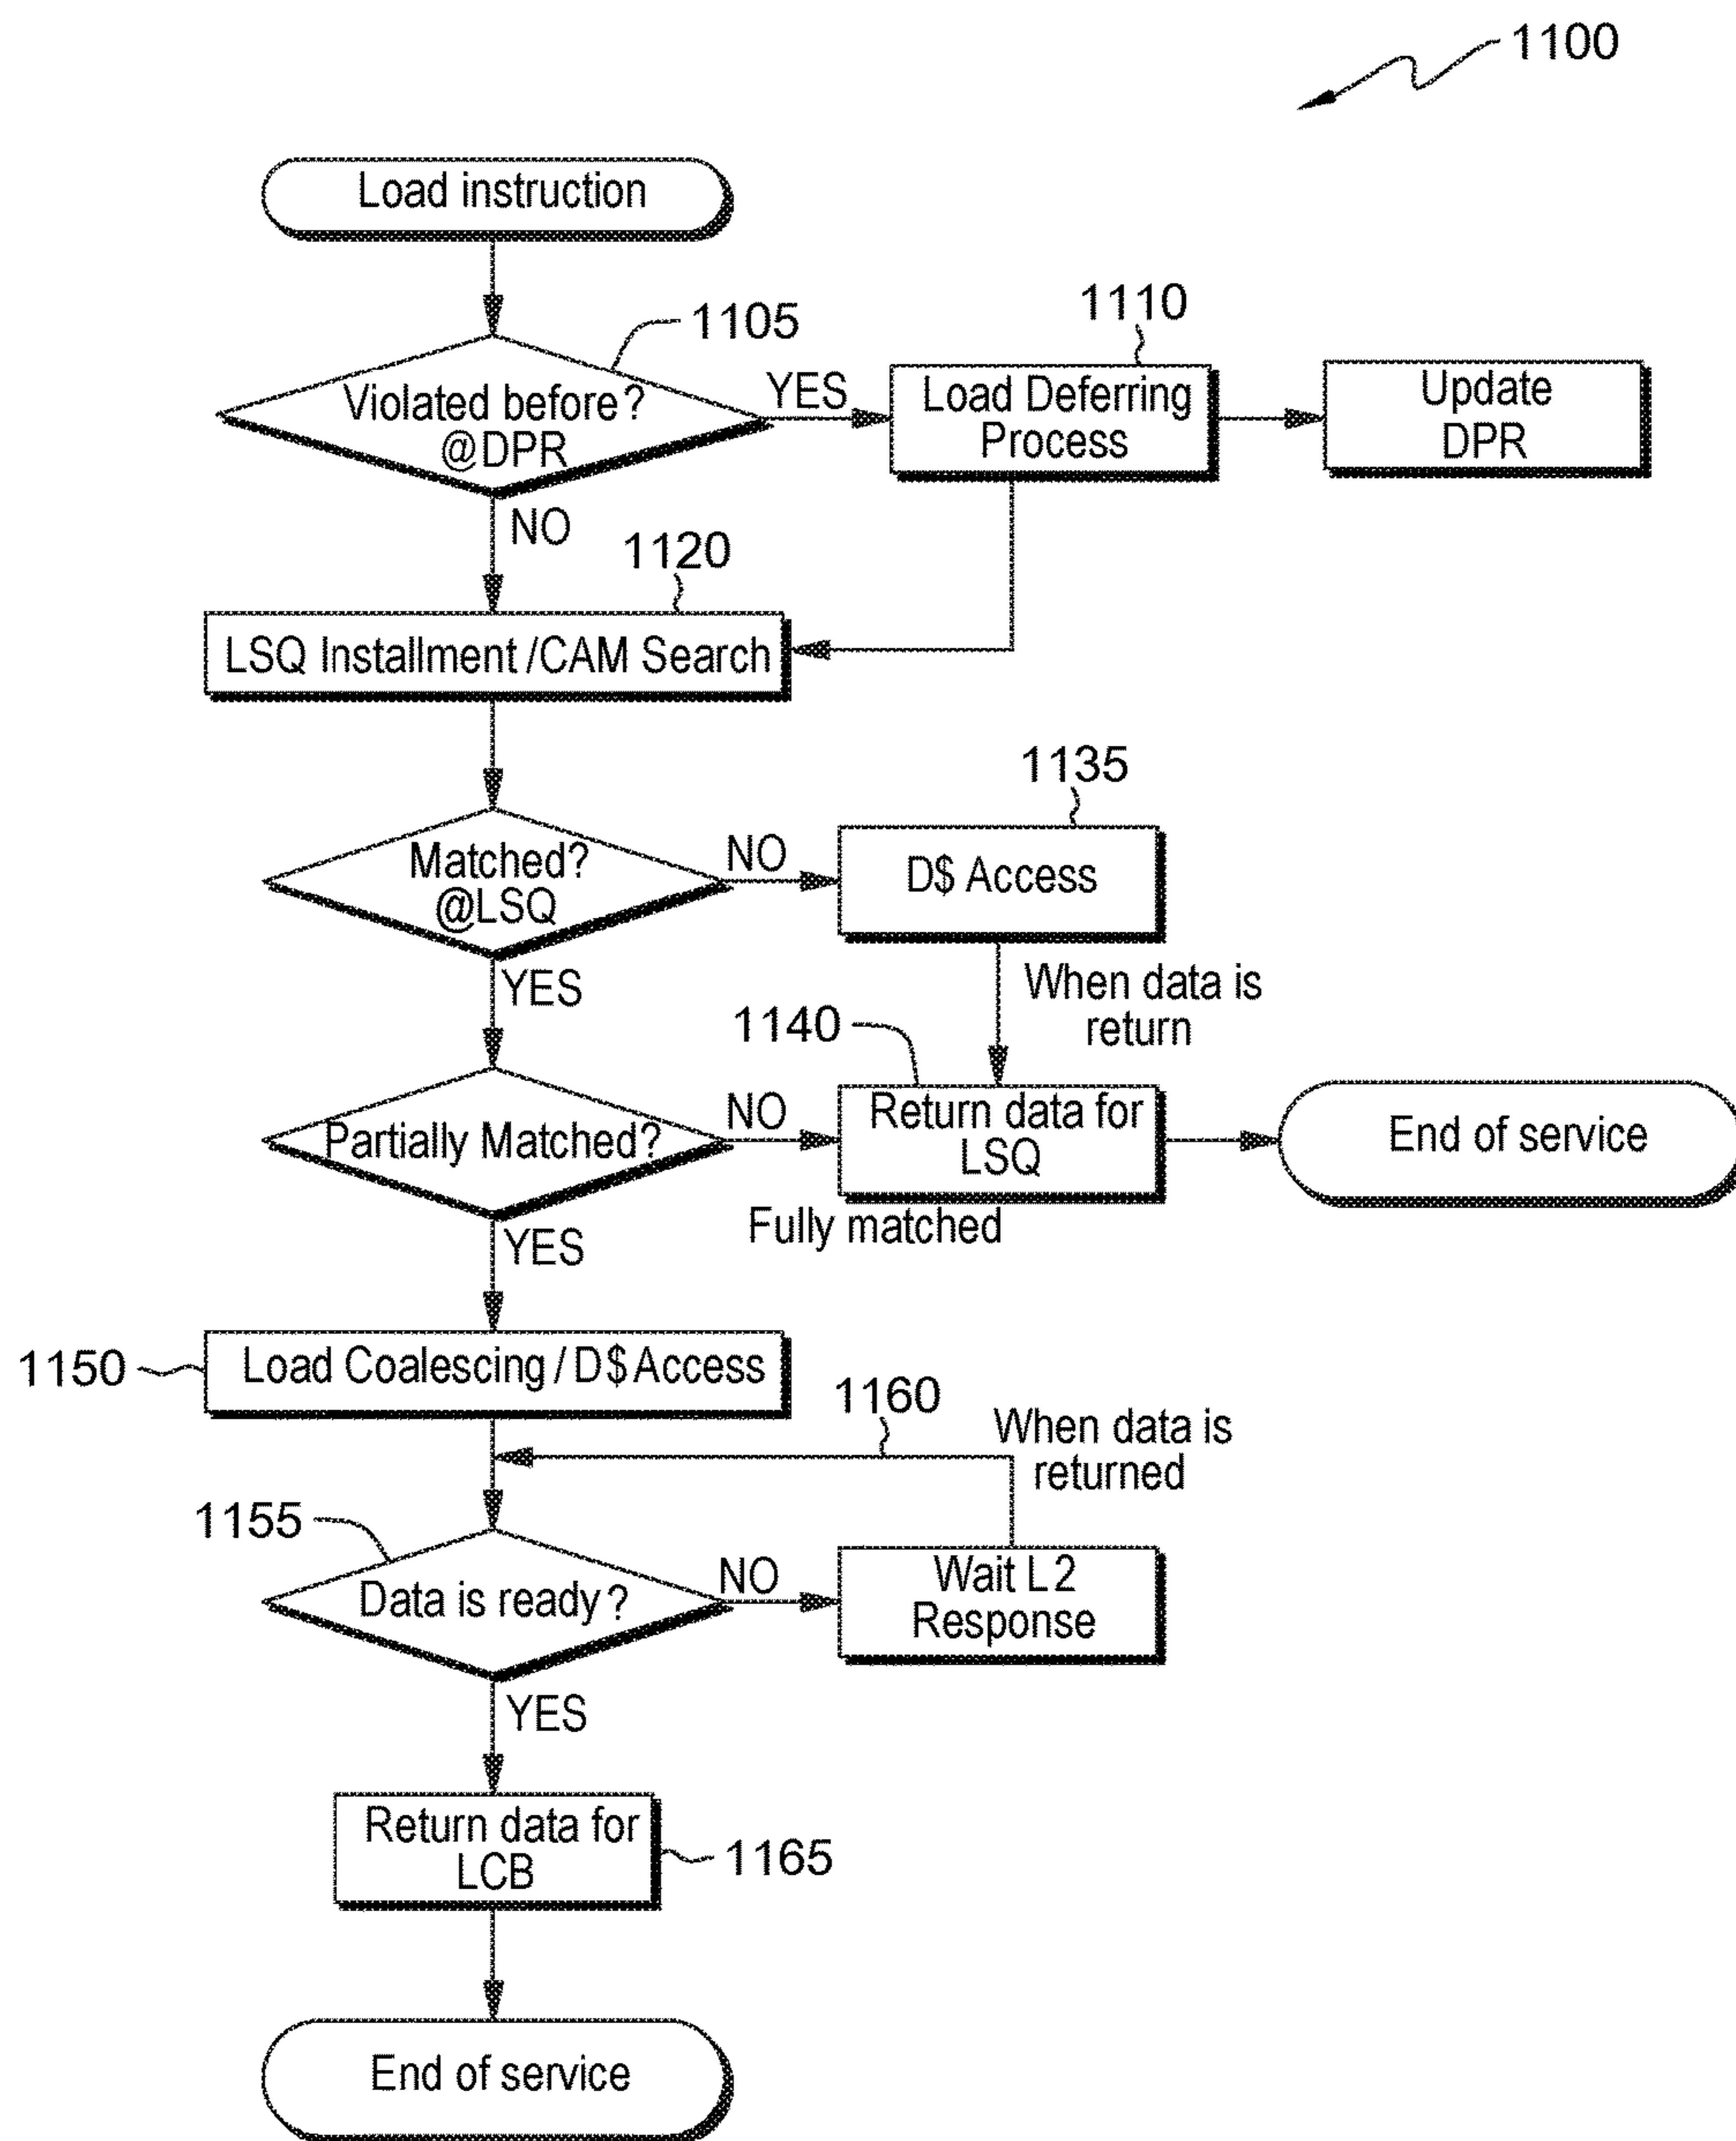 1100
Load instruction
1105
Violated before?
@DPR
YES
NO
1110
Load Deferring
Process
Update
DPR
1120
LSQ Installment /CAM Search
Matched?
@LSQ
NO
YES
1135
D$ Access
When data is
return
1140
Partially Matched?
NO
YES
Return data for
LSQ
Fully matched
End of service
1150
Load Coalescing / D$ Access
1160
When data is
returned
1155
Data is ready?
NO
YES
Wait L2
Response
Return data for
LCB
1165
End of service